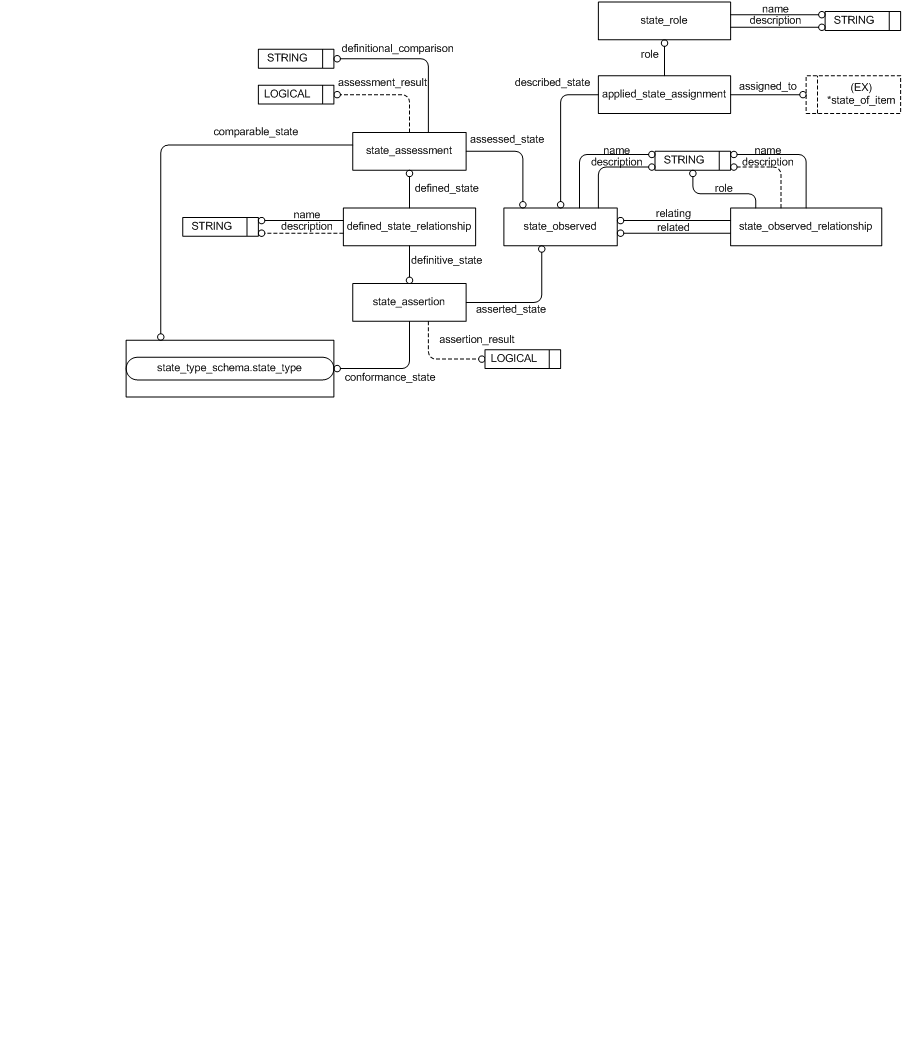 state_role
name
description
STRING
role
definitional_comparison
STRING
assessment_result
LOGICAL
described_state
applied_state_assignment
assigned_to
(EX)
*state_of_item
comparable_state
state_assessment
assessed_state
name
description
STRING
name
description
defined_state
role
STRING
name
description
defined_state_relationship
state_observed
relating
related
state_observed_relationship
definitive_state
state_assertion
asserted_state
assertion_result
LOGICAL
state_type_schema.state_type
conformance_state